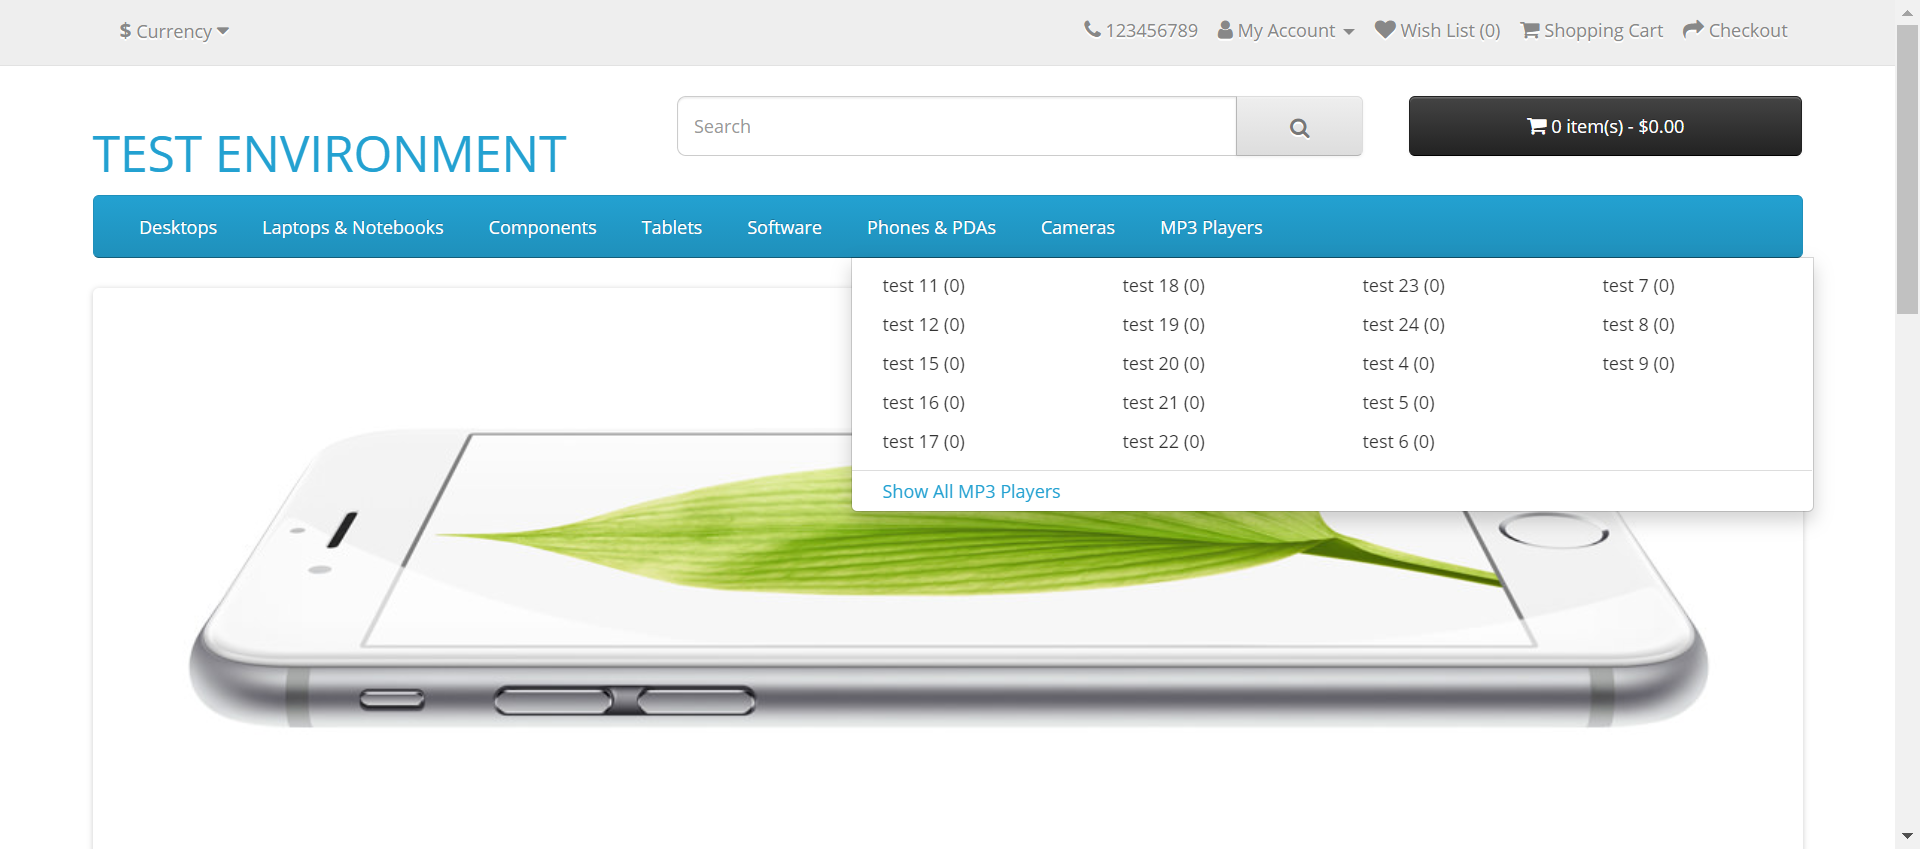 $ Currency
123456789 My Account Wish List (0) Shopping Cart Checkout
TEST ENVIRONMENT
Search
0 item(s) - $0.00
Desktops Laptops & Notebooks Components Tablets Software Phones & PDAs Cameras MP3 Players
test 11 (0) test 18 (0) test 23 (0) test 7 (0)
test 12 (0) test 19 (0) test 24 (0) test 8 (0)
test 15 (0) test 20 (0) test 4 (0) test 9 (0)
test 16 (0) test 21 (0) test 5 (0)
test 17 (0) test 22 (0) test 6 (0)
Show All MP3 Players